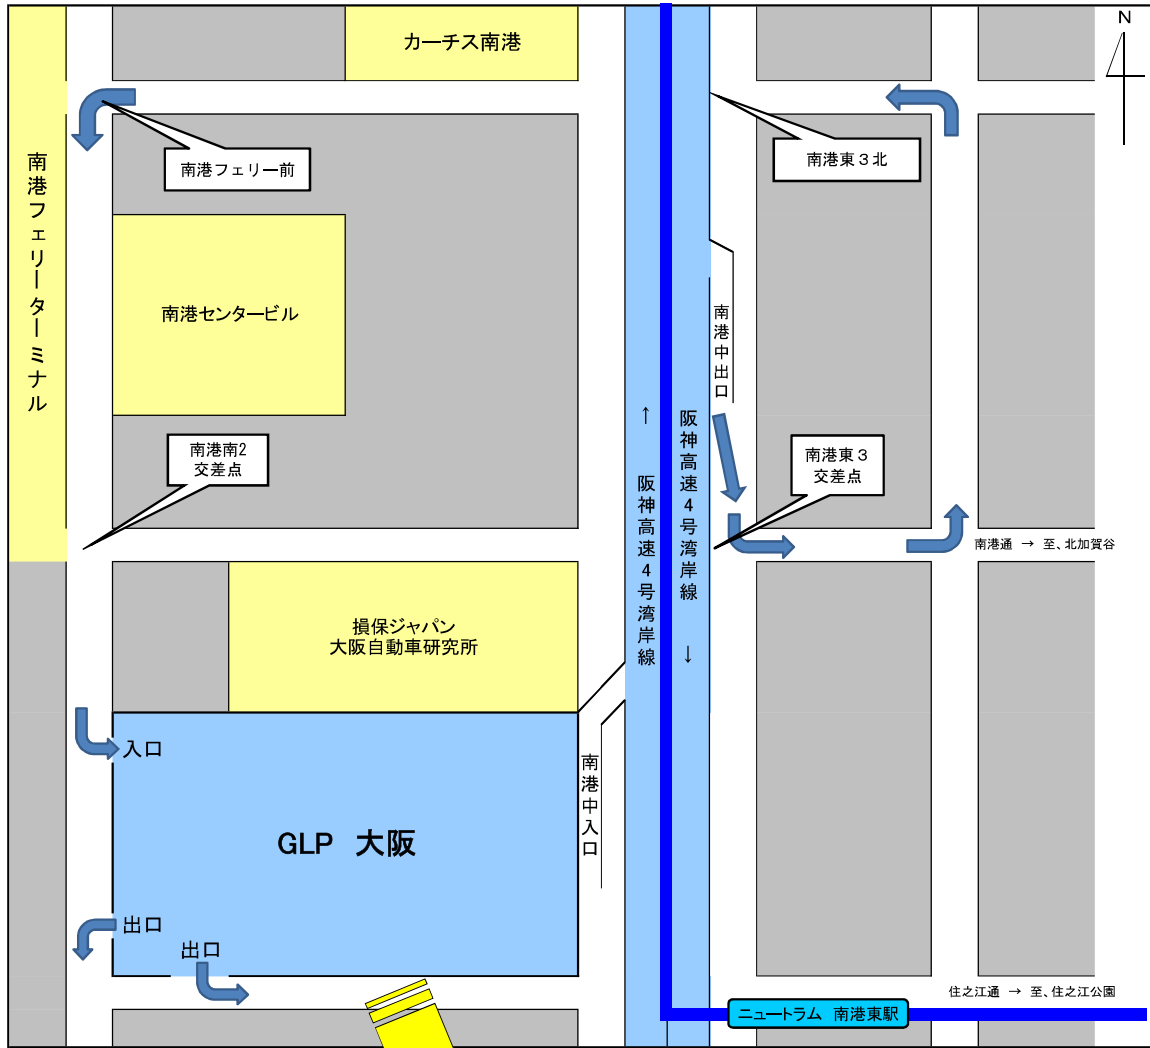 カーチス南港
N
南港フェリー前
南港東３北
南港フェリーターミナル
南港センタービル
南港中出口
↑ 阪神高速4号湾岸線
阪神高速4号湾岸線 ↓
南港南2
交差点
南港東３
交差点
南港通 → 至、北加賀谷
損保ジャパン
大阪自動車研究所
入口
南港中入口
GLP 大阪
出口
出口
住之江通 → 至、住之江公園
ニュートラム 南港東駅